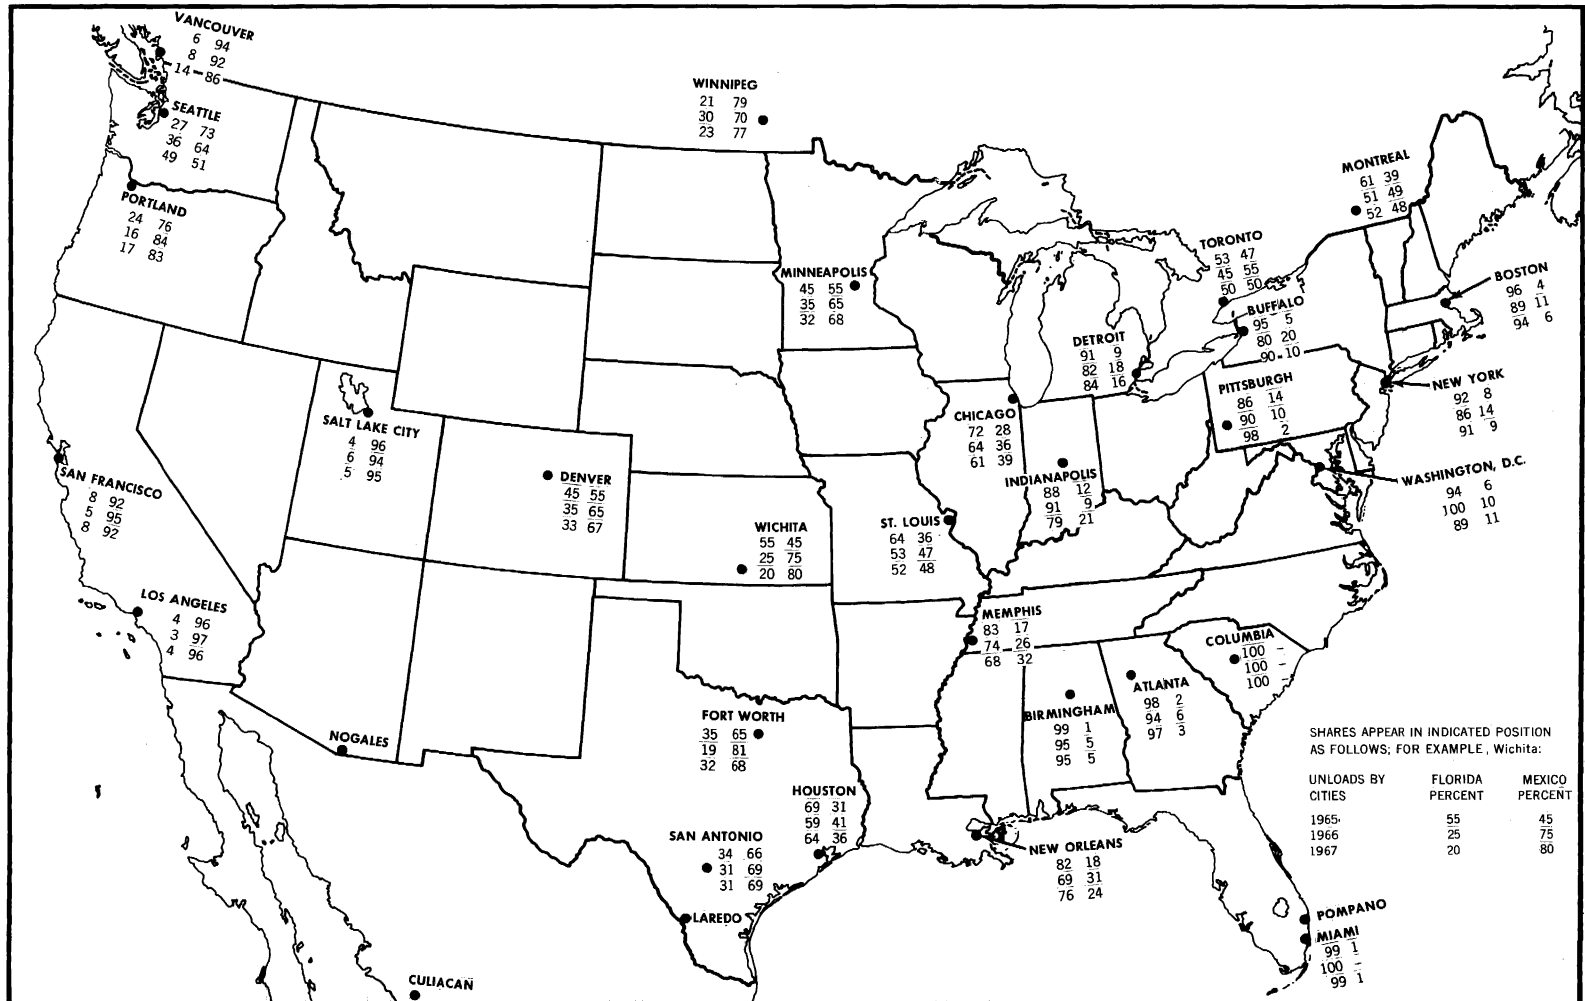 VANCOUVER
6 94
8 92
14 86
SEATTLE
27 73
36 64
49 51
PORTLAND
24 76
16 84
17 83
WINNIPEG
21 79
30 70
23 77
MINNEAPOLIS
45 55
35 65
32 68
MONTREAL
61 39
51 49
52 48
TORONTO
53 47
45 55
50 50
BUFFALO
95 5
80 20
90 10
BOSTON
96 4
89 11
94 6
DETROIT
91 9
82 18
84 16
PITTSBURGH
86 14
90 10
98 2
NEW YORK
92 8
86 14
91 9
CHICAGO
72 28
64 36
61 39
INDIANAPOLIS
88 12
91 9
79 21
WASHINGTON, D.C.
94 6
100 10
89 11
SALT LAKE CITY
4 96
6 94
5 95
DENVER
45 55
35 65
33 67
SAN FRANCISCO
8 92
5 95
8 92
WICHITA
55 45
25 75
20 80
ST. LOUIS
64 36
53 47
52 48
LOS ANGELES
4 96
3 97
4 96
MEMPHIS
83 17
74 26
68 32
COLUMBIA
100 –
100 –
100 –
ATLANTA
98 2
94 6
97 3
BIRMINGHAM
99 1
95 5
95 5
NOGALES
FORT WORTH
35 65
19 81
32 68
HOUSTON
69 31
59 41
64 36
SAN ANTONIO
34 66
31 69
31 69
LAREDO
NEW ORLEANS
82 18
69 31
76 24
POMPANO
MIAMI
99 1
100 –
99 1
CULIACAN
SHARES APPEAR IN INDICATED POSITION
AS FOLLOWS; FOR EXAMPLE, Wichita:
UNLOADS BY FLORIDA MEXICO
CITIES PERCENT PERCENT
1965 55 45
1966 25 75
1967 20 80